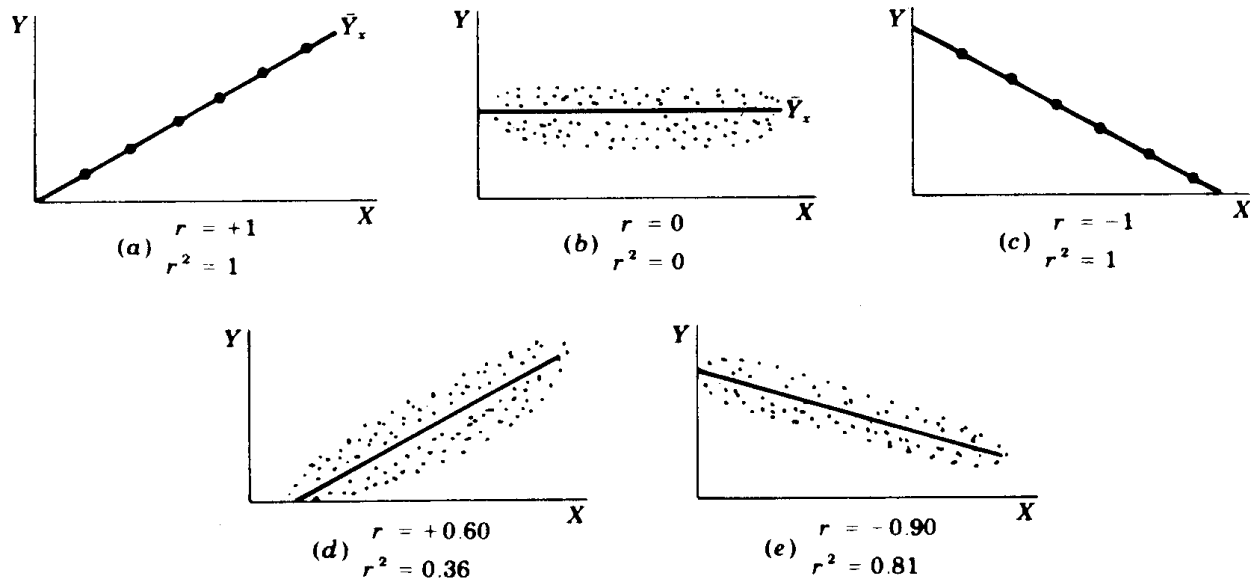 Y
Ȳₓ
X
(a) r = +1
r² = 1
Y
Ȳₓ
X
(b) r = 0
r² = 0
Y
X
(c) r = -1
r² = 1
Y
X
(d) r = +0.60
r² = 0.36
Y
X
(e) r = -0.90
r² = 0.81